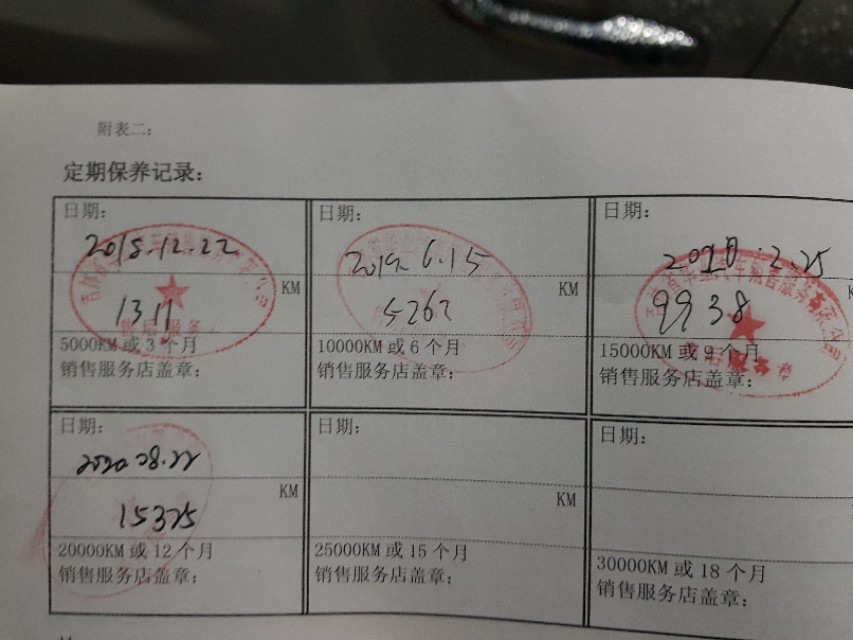 附表二：
定期保养记录：
日期：
2018.12.22
1311
KM
5000KM 或 3 个月
销售服务店盖章：
日期：
2019.6.15
5262
KM
10000KM 或 6 个月
销售服务店盖章：
日期：
2.25
9938
15000KM 或 9 个月
销售服务店盖章：
日期：
2020.08.22
15375
KM
20000KM 或 12 个月
销售服务店盖章：
日期：
KM
25000KM 或 15 个月
销售服务店盖章：
日期：
30000KM 或 18 个月
销售服务店盖章：